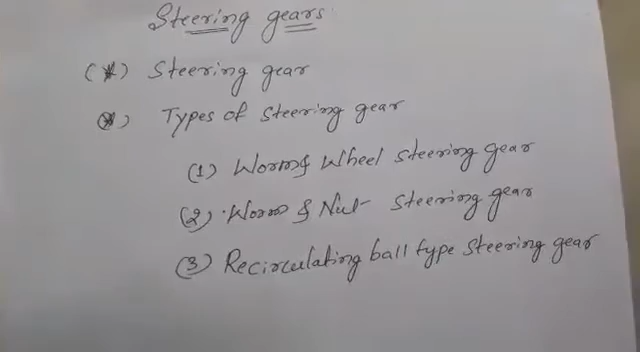 Steering gears
(*) Steering gear
(*) Types of Steering gear
(1) Worm & Wheel steering gear
(2) Worm & Nut steering gear
(3) Recirculating ball type steering gear